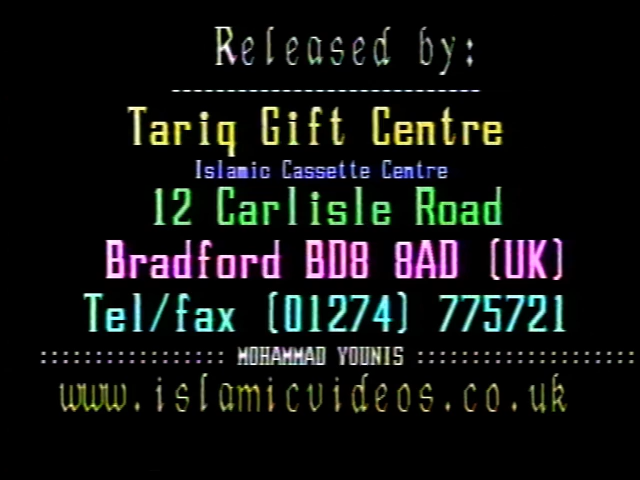 Released by:
----------------------------
Tariq Gift Centre
Islamic Cassette Centre
12 Carlisle Road
Bradford BD8 8AD (UK)
Tel/fax (01274) 775721
::::::::::::::::: MOHAMMAD YOUNIS ::::::::::::::::::::
www.islamicvideos.co.uk